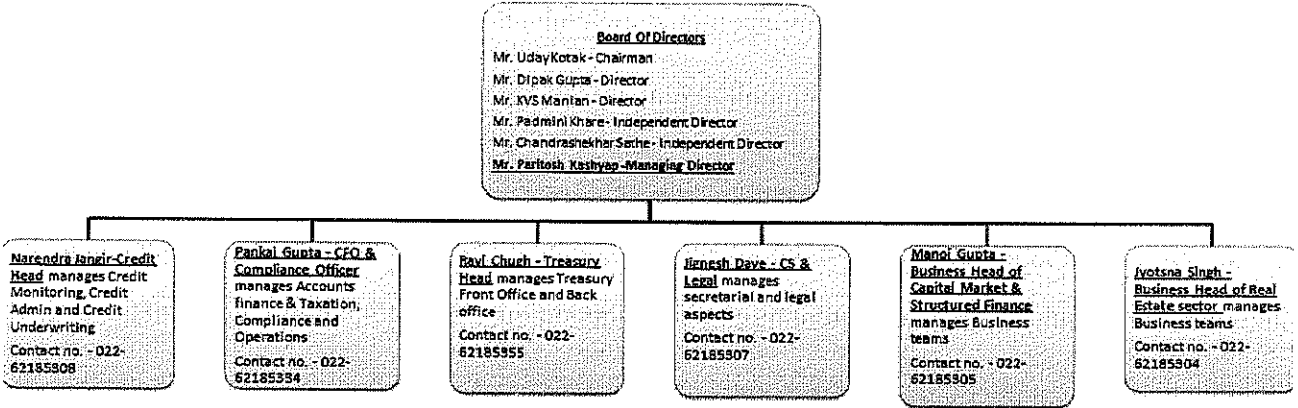 Board Of Directors
Mr. Uday Kotak - Chairman
Mr. Dipak Gupta - Director
Mr. KVS Manian - Director
Mr. Padmini Khare - Independent Director
Mr. Chandrashekhar Sathe - Independent Director
Mr. Paritosh Kashyap -Managing Director
Narendra Jangir-Credit
Head manages Credit
Monitoring, Credit
Admin and Credit
Underwriting
Contact no. - 022-
62185308
Pankaj Gupta - CFO &
Compliance Officer
manages Accounts
finance & Taxation,
Compliance and
Operations
Contact no. - 022-
62185334
Ravi Chugh - Treasury
Head manages Treasury
Front Office and Back
office
Contact no. - 022-
62185355
Jignesh Dave - CS &
Legal manages
secretarial and legal
aspects
Contact no. - 022-
62185307
Manoj Gupta -
Business Head of
Capital Market &
Structured Finance
manages Business
teams
Contact no. - 022-
62185305
Jyotsna Singh -
Business Head of Real
Estate sector manages
Business teams
Contact no. - 022-
62185304